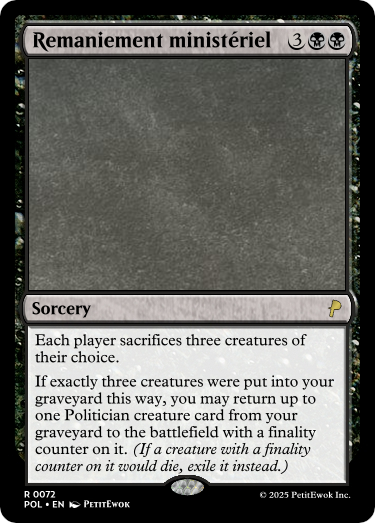 Remaniement ministériel 3
Sorcery
Each player sacrifices three creatures of
their choice.
If exactly three creatures were put into your
graveyard this way, you may return up to
one Politician creature card from your
graveyard to the battlefield with a finality
counter on it. (If a creature with a finality
counter on it would die, exile it instead.)
R 0072
POL • EN PETITEWOK
© 2025 PetitEwok Inc.